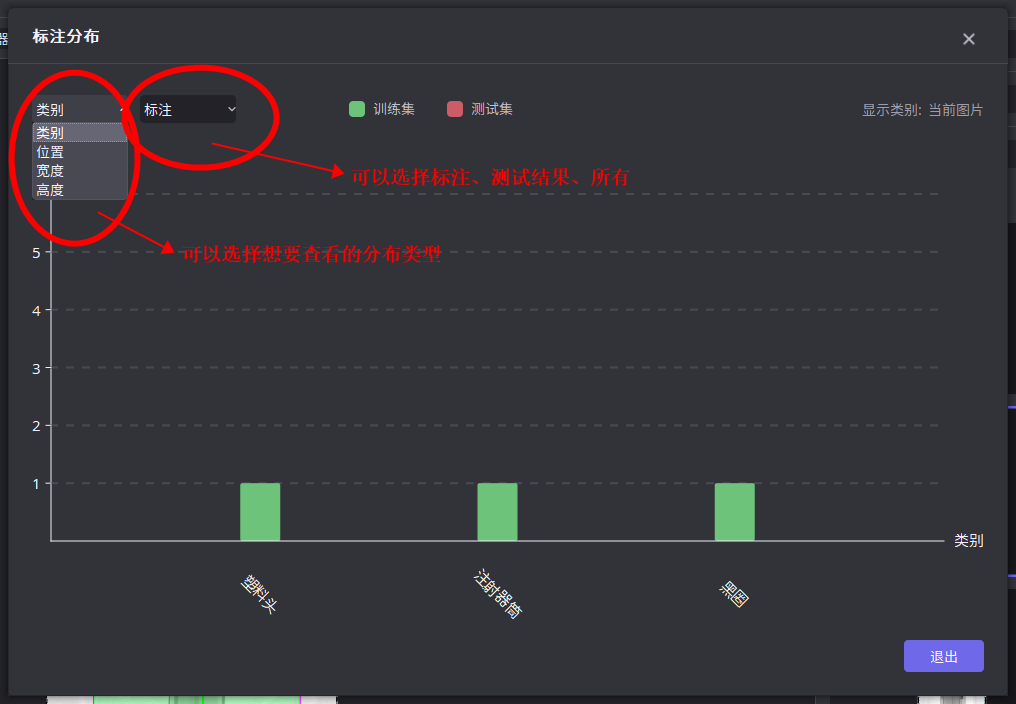 标注分布
器
类别
标注
训练集
测试集
显示类别: 当前图片
类别
位置
宽度
高度
可以选择标注、测试结果、所有
可以选择想要查看的分布类型
5
4
3
2
1
类别
塑料头
注射器筒
黑圈
退出